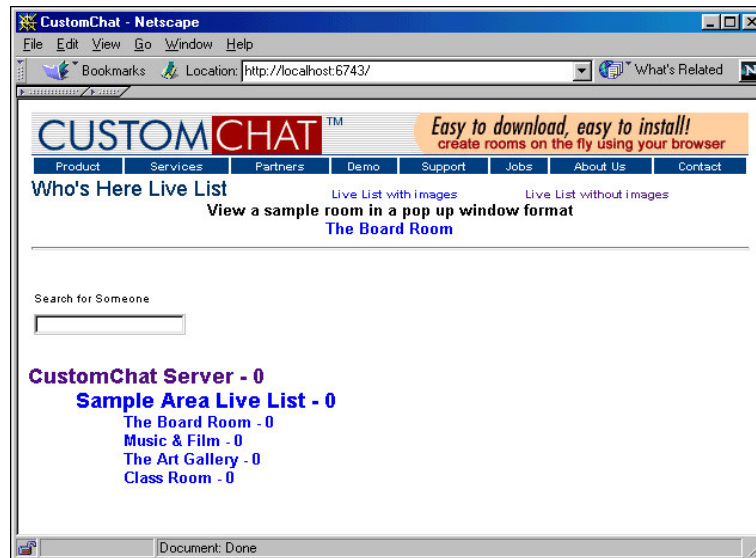 CustomChat - Netscape
File Edit View Go Window Help
Bookmarks Location: http://localhost:6743/ What's Related N
CUSTOMCHAT TM Easy to download, easy to install!
create rooms on the fly using your browser
Product Services Partners Demo Support Jobs About Us Contact
Who's Here Live List Live List with images Live List without images
View a sample room in a pop up window format
The Board Room
Search for Someone
CustomChat Server - 0
Sample Area Live List - 0
The Board Room - 0
Music & Film - 0
The Art Gallery - 0
Class Room - 0
Document: Done